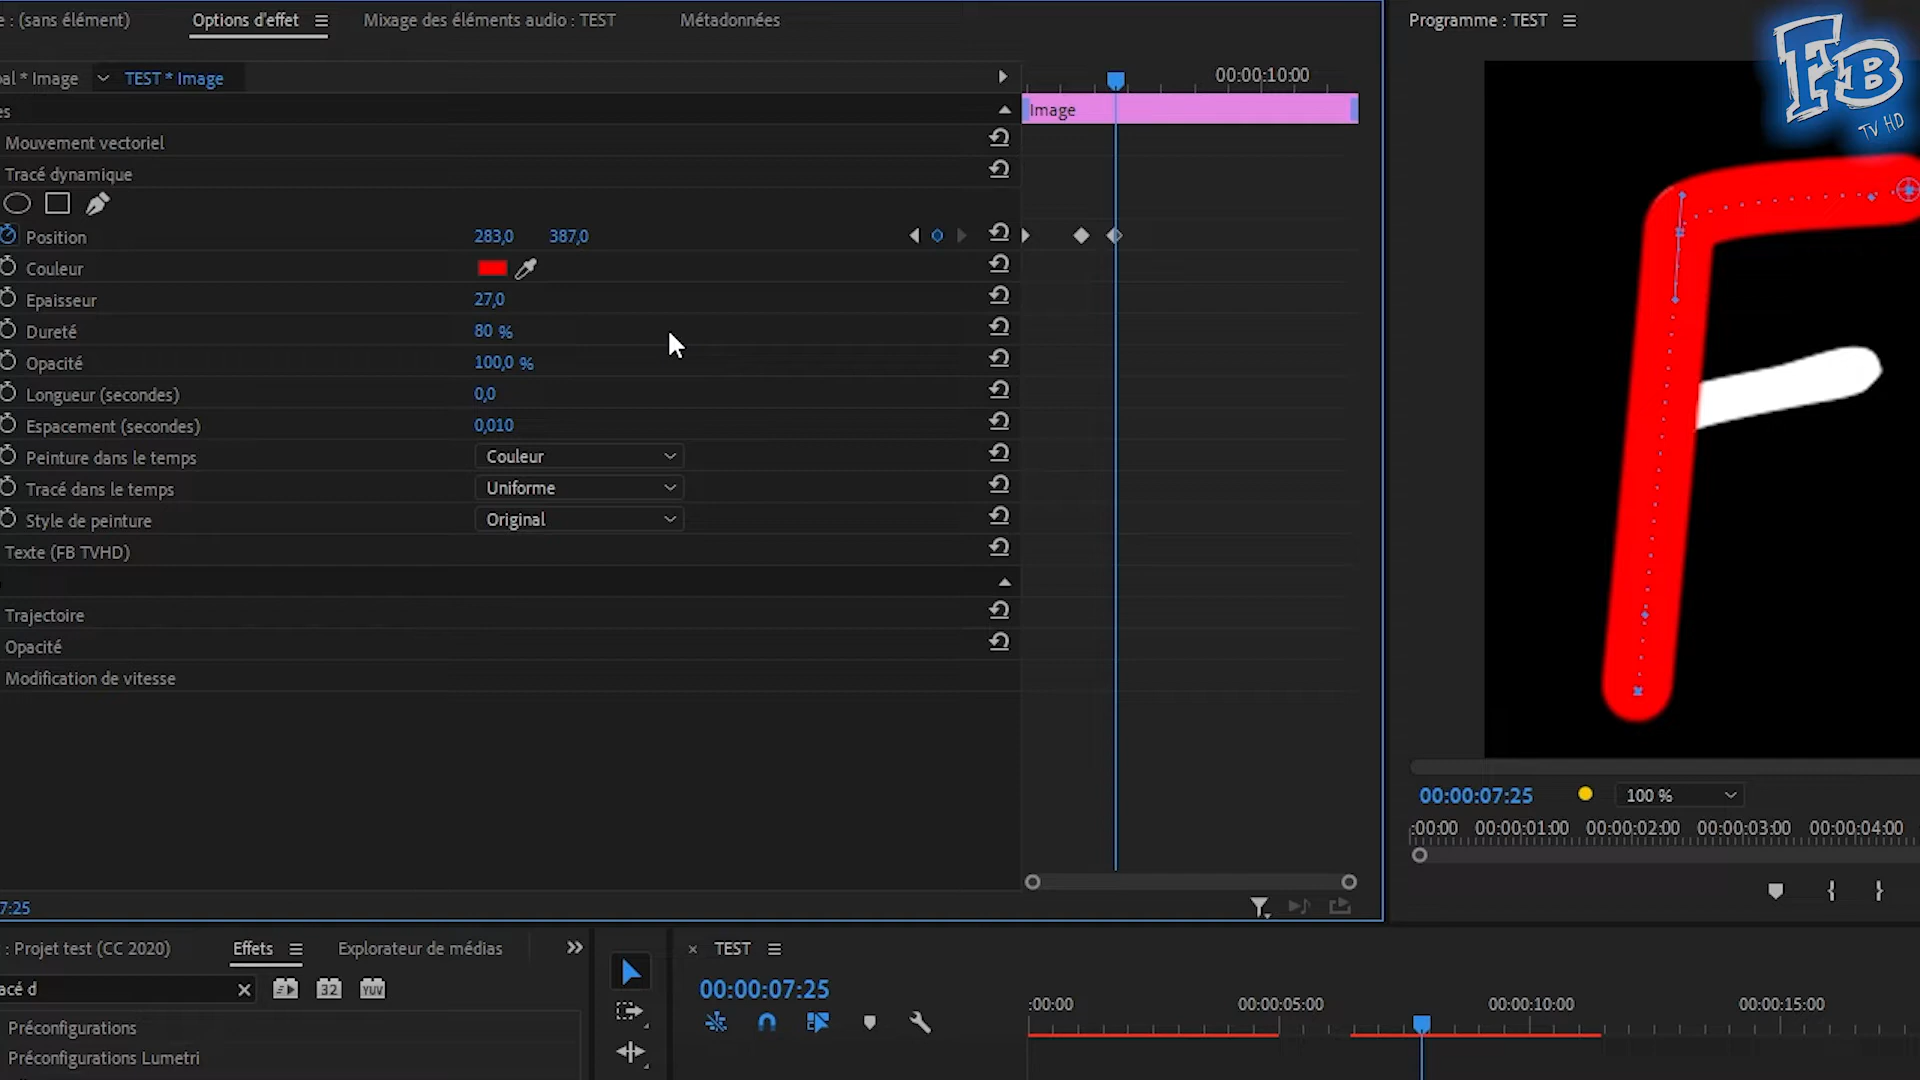 e : (sans élément)
Options d'effet
Mixage des éléments audio : TEST
Métadonnées
Programme : TEST
FB
TV HD
al * Image
TEST * Image
00:00:10:00
es
Image
Mouvement vectoriel
Tracé dynamique
Position
283,0
387,0
Couleur
Epaisseur
27,0
Dureté
80 %
Opacité
100,0 %
Longueur (secondes)
0,0
Espacement (secondes)
0,010
Peinture dans le temps
Couleur
Tracé dans le temps
Uniforme
Style de peinture
Original
Texte (FB TVHD)
Trajectoire
Opacité
Modification de vitesse
00:00:07:25
100 %
:00:00
00:00:01:00
00:00:02:00
00:00:03:00
00:00:04:00
7:25
: Projet test (CC 2020)
Effets
Explorateur de médias
TEST
acé d
32
YUV
00:00:07:25
:00:00
00:00:05:00
00:00:10:00
00:00:15:00
Préconfigurations
Préconfigurations Lumetri